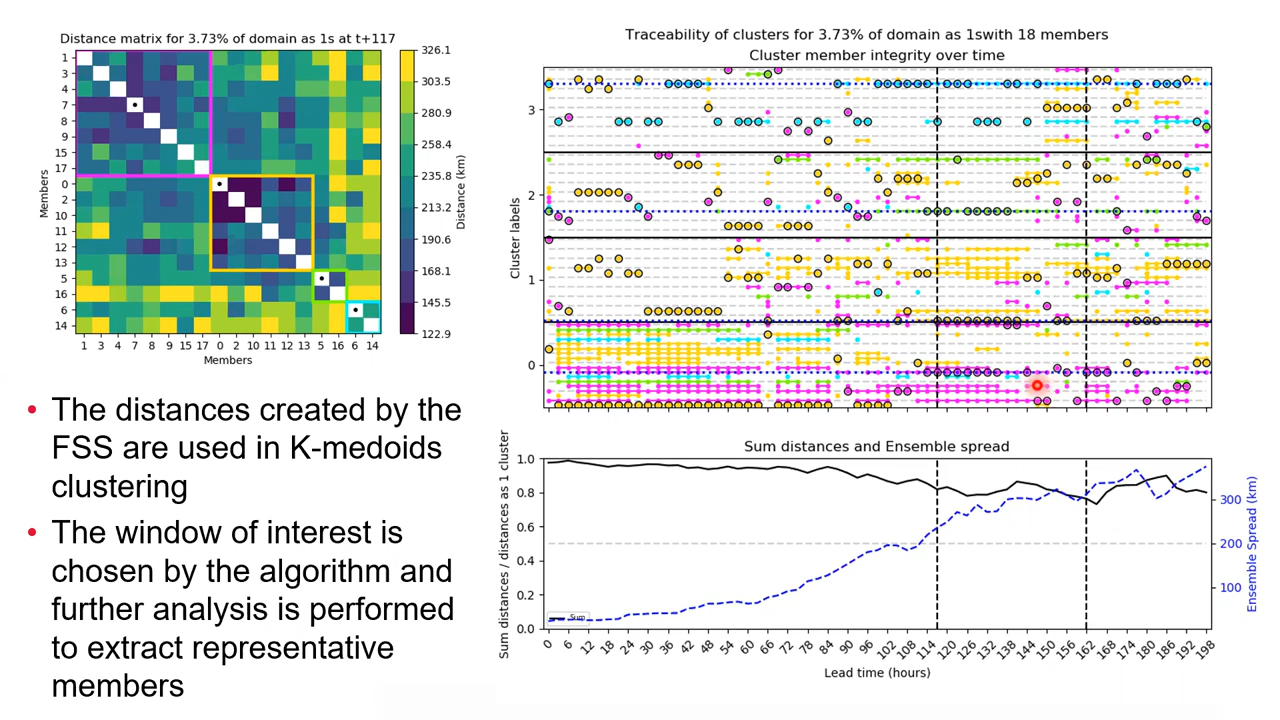 Distance matrix for 3.73% of domain as 1s at t+117
1
3
4
7
8
9
15
17
0
2
10
11
12
13
5
16
6
14
Members
1 3 4 7 8 9 15 17 0 2 10 11 12 13 5 16 6 14
Members
326.1
303.5
280.9
258.4
235.8
213.2
190.6
168.1
145.5
122.9
Distance (km)
Traceability of clusters for 3.73% of domain as 1swith 18 members
Cluster member integrity over time
3
2
1
0
Cluster labels
• The distances created by the
FSS are used in K-medoids
clustering
• The window of interest is
chosen by the algorithm and
further analysis is performed
to extract representative
members
Sum distances and Ensemble spread
1.0
0.8
0.6
0.4
0.2
0.0
Sum distances / distances as 1 cluster
Sum
300
200
100
Ensemble Spread (km)
0 6 12 18 24 30 36 42 48 54 60 66 72 78 84 90 96 102 108 114 120 126 132 138 144 150 156 162 168 174 180 186 192 198
Lead time (hours)